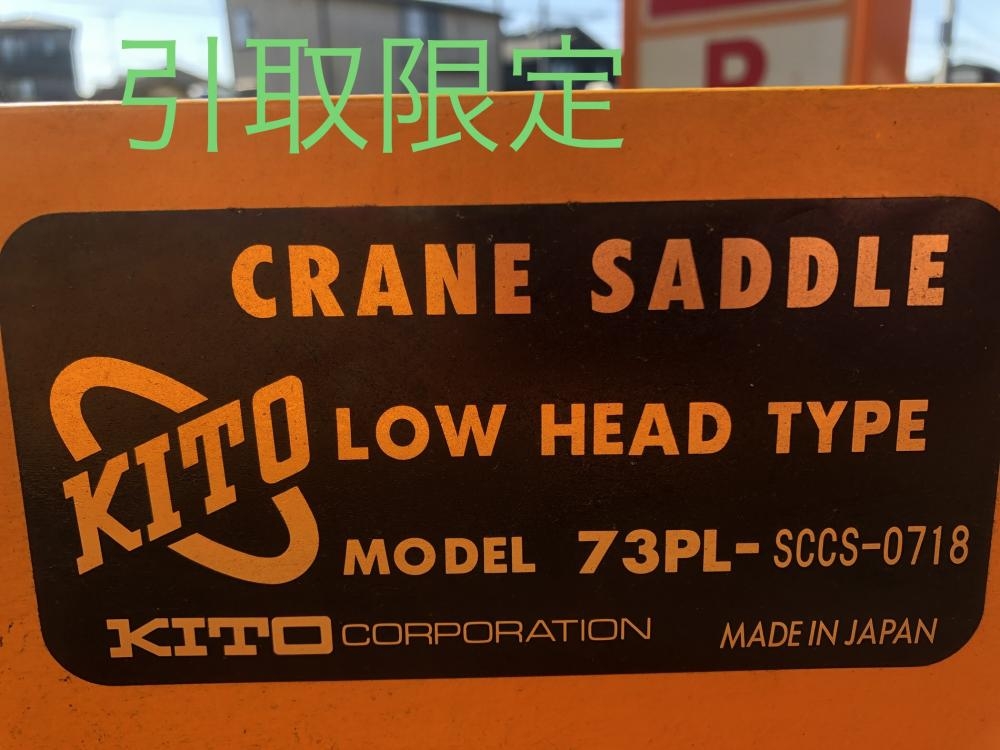 引取限定
P
CRANE SADDLE
KITO
LOW HEAD TYPE
MODEL 73PL-SCCS-0718
KITO CORPORATION
MADE IN JAPAN